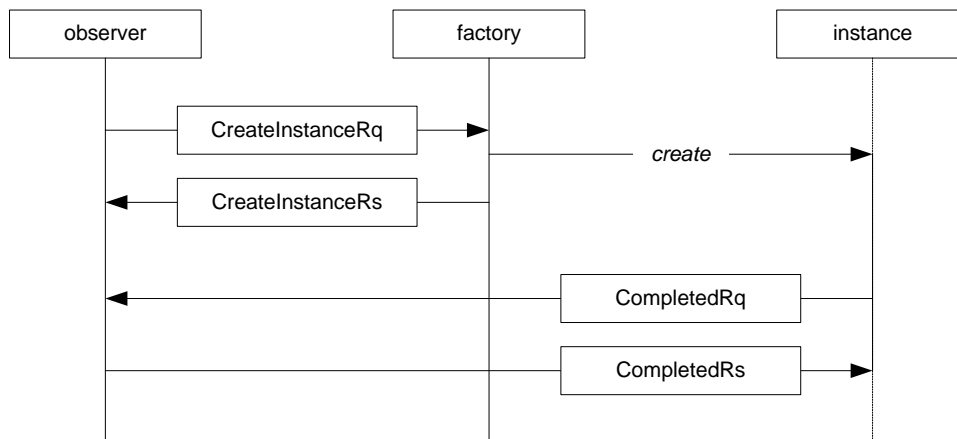 observer
factory
instance
CreateInstanceRq
create
CreateInstanceRs
CompletedRq
CompletedRs